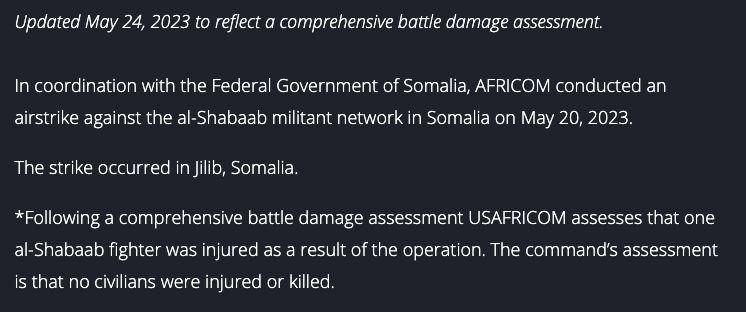 Updated May 24, 2023 to reflect a comprehensive battle damage assessment.
In coordination with the Federal Government of Somalia, AFRICOM conducted an
airstrike against the al-Shabaab militant network in Somalia on May 20, 2023.
The strike occurred in Jilib, Somalia.
*Following a comprehensive battle damage assessment USAFRICOM assesses that one
al-Shabaab fighter was injured as a result of the operation. The command’s assessment
is that no civilians were injured or killed.